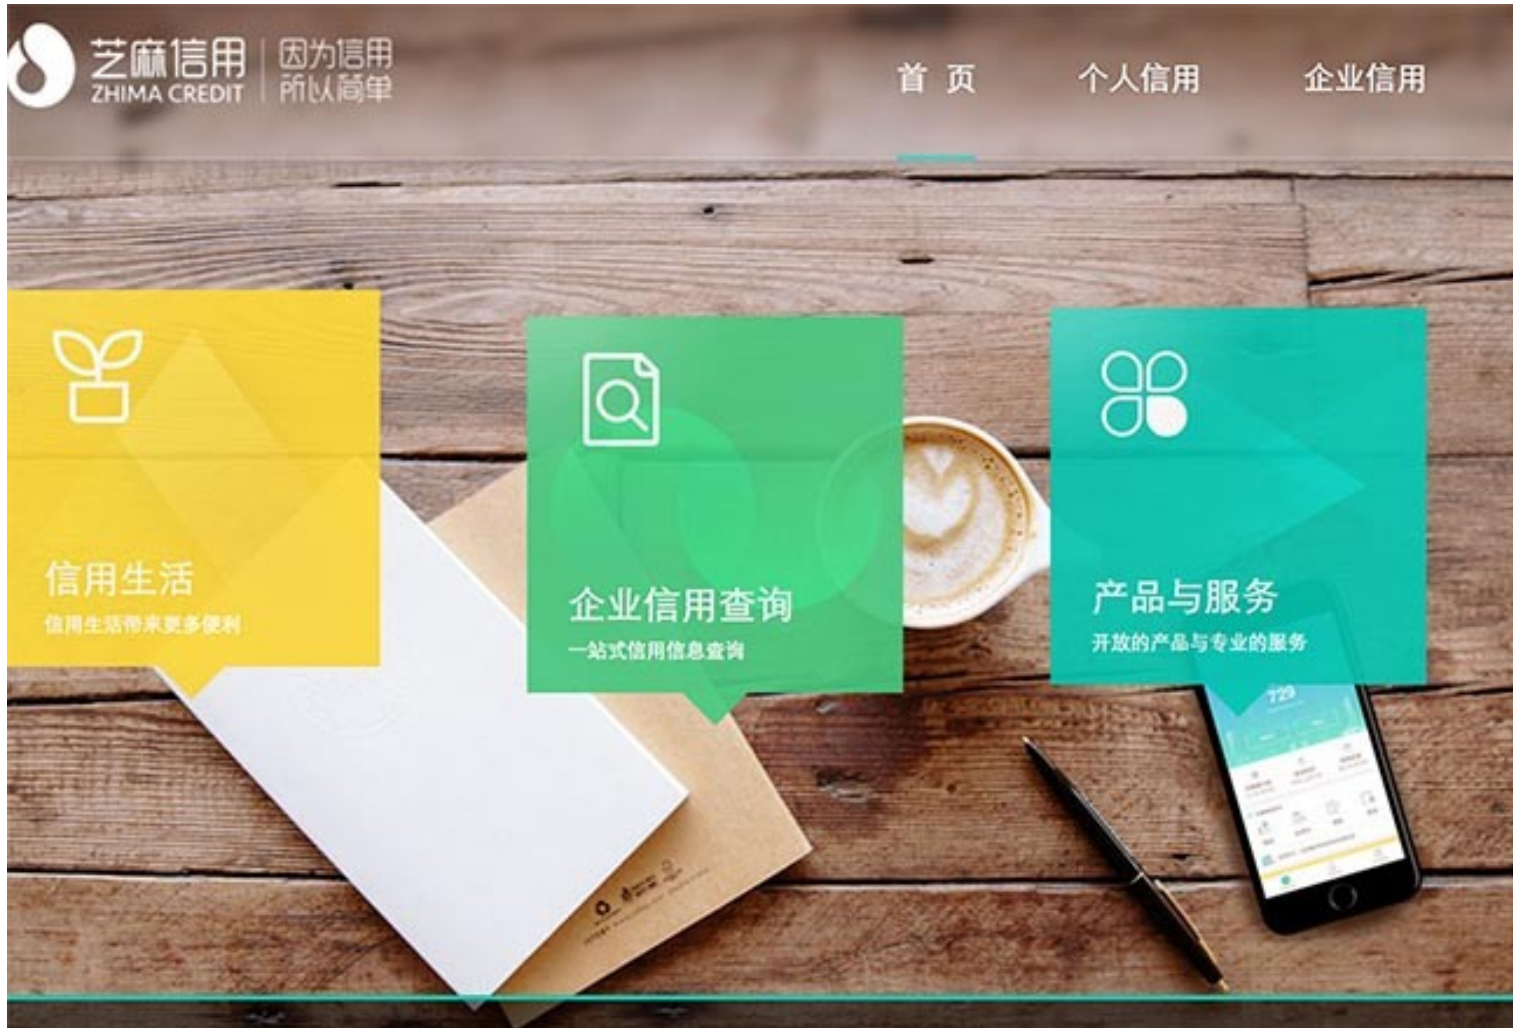 芝麻信用
ZHIMA CREDIT
因为信用
所以简单
首 页
个人信用
企业信用
信用生活
信用生活带来更多便利
企业信用查询
一站式信用信息查询
产品与服务
开放的产品与专业的服务
729